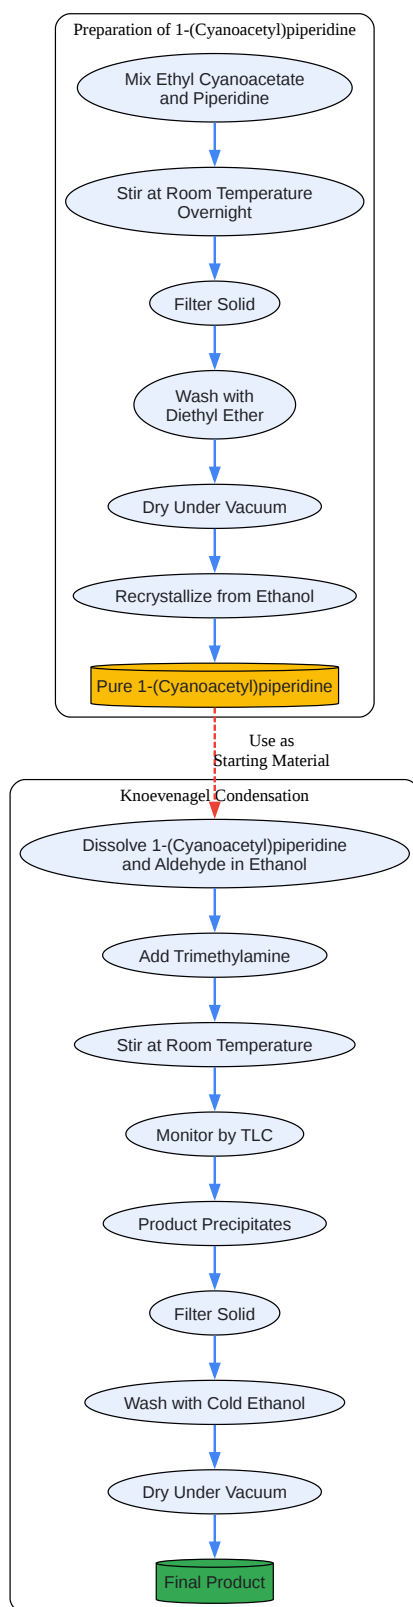 Preparation of 1-(Cyanoacetyl)piperidine
Mix Ethyl Cyanoacetate
and Piperidine
Stir at Room Temperature
Overnight
Filter Solid
Wash with
Diethyl Ether
Dry Under Vacuum
Recrystallize from Ethanol
Pure 1-(Cyanoacetyl)piperidine
Use as
Starting Material
Knoevenagel Condensation
Dissolve 1-(Cyanoacetyl)piperidine
and Aldehyde in Ethanol
Add Trimethylamine
Stir at Room Temperature
Monitor by TLC
Product Precipitates
Filter Solid
Wash with Cold Ethanol
Dry Under Vacuum
Final Product